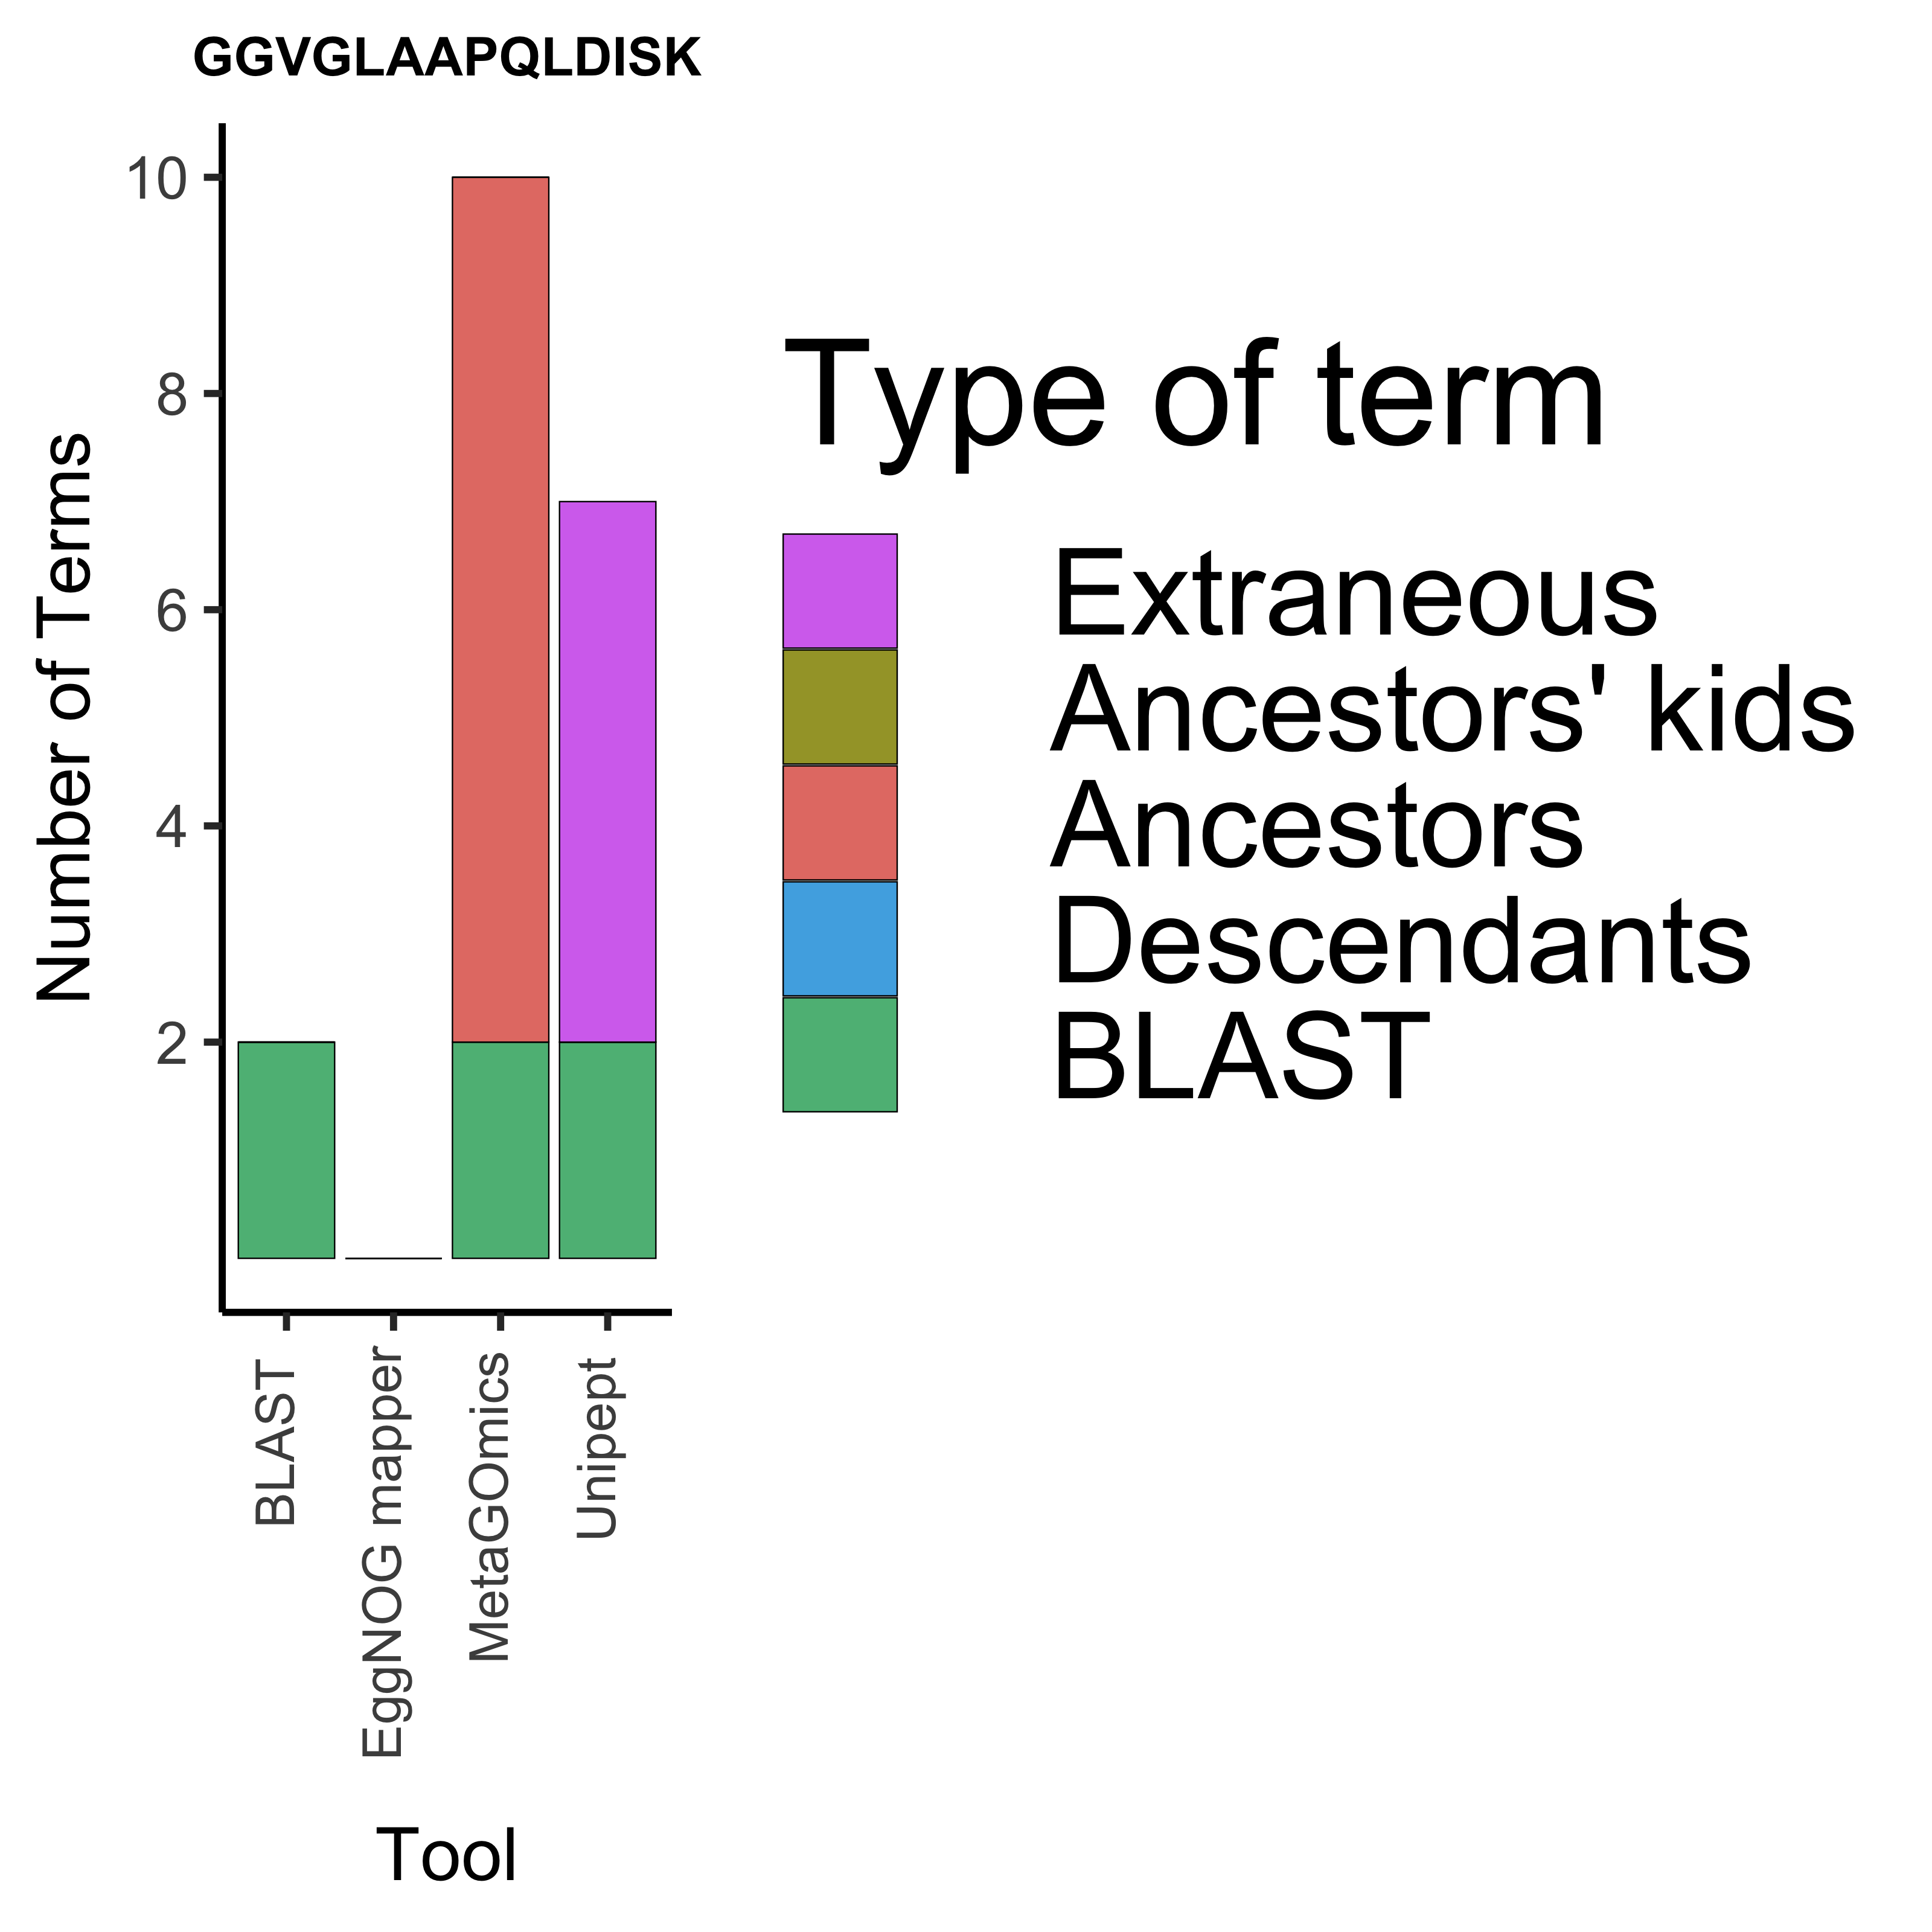 GGVGLAAPQLDISK
10
8
6
4
2
Number of Terms
BLAST
EggNOG mapper
MetaGOmics
Unipept
Tool
Type of term
Extraneous
Ancestors' kids
Ancestors
Descendants
BLAST